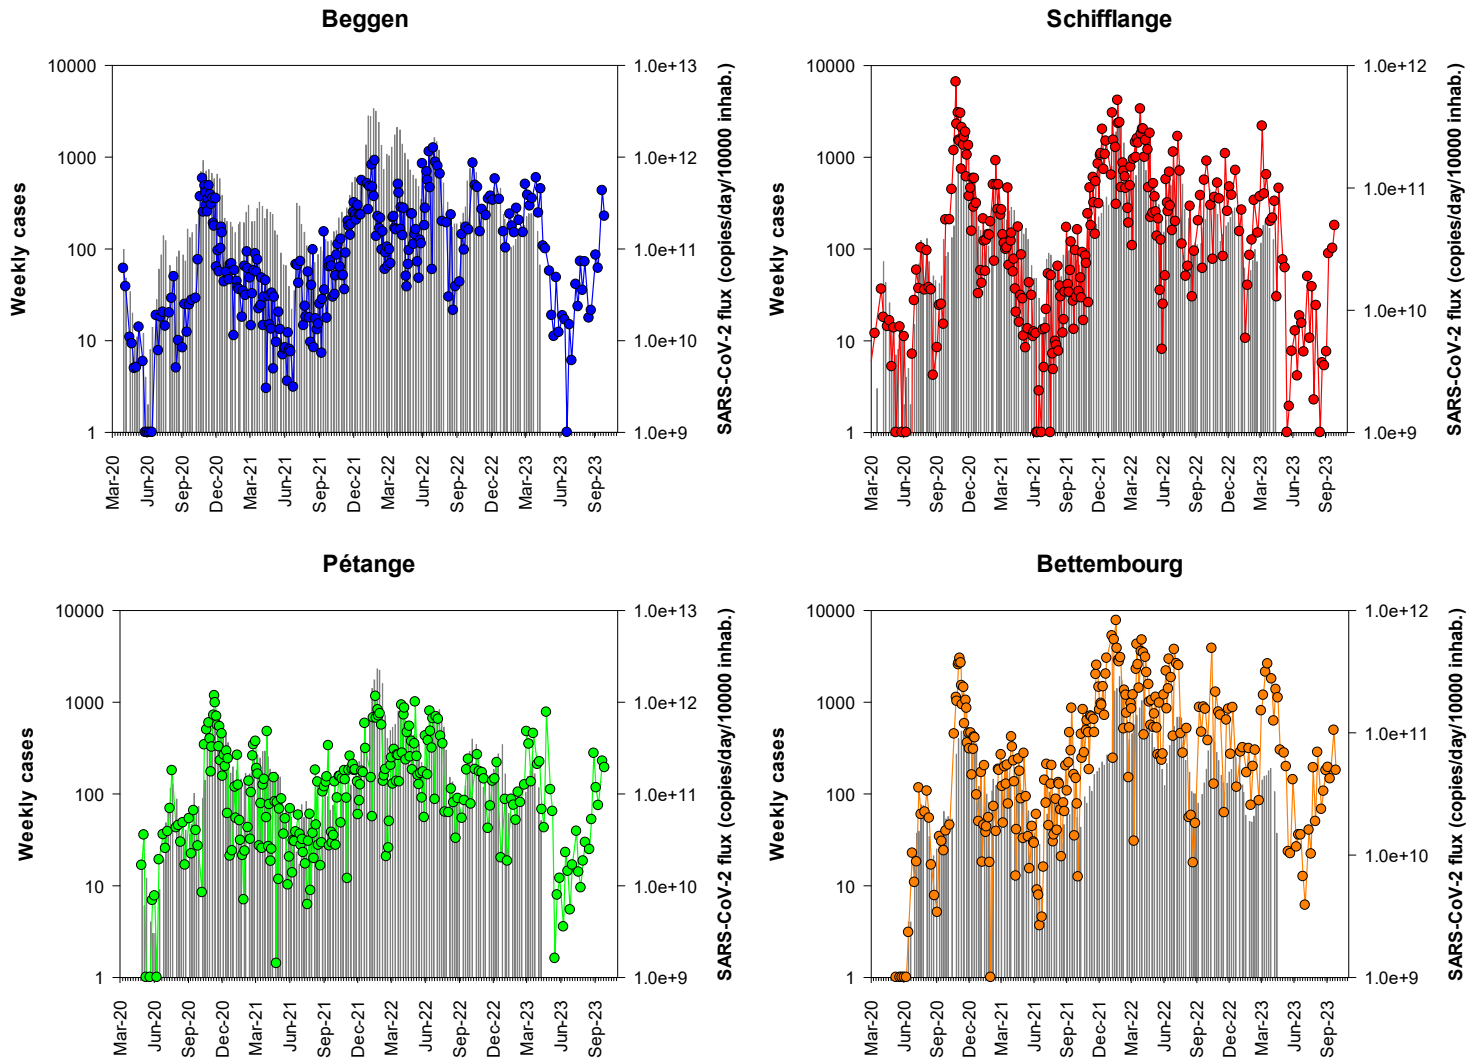 Beggen
Weekly cases
10000
1000
100
10
1
1.0e+13
1.0e+12
1.0e+11
1.0e+10
1.0e+9
SARS-CoV-2 flux (copies/day/10000 inhab.)
Mar-20
Jun-20
Sep-20
Dec-20
Mar-21
Jun-21
Sep-21
Dec-21
Mar-22
Jun-22
Sep-22
Dec-22
Mar-23
Jun-23
Sep-23
Schifflange
Weekly cases
10000
1000
100
10
1
1.0e+12
1.0e+11
1.0e+10
1.0e+9
SARS-CoV-2 flux (copies/day/10000 inhab.)
Mar-20
Jun-20
Sep-20
Dec-20
Mar-21
Jun-21
Sep-21
Dec-21
Mar-22
Jun-22
Sep-22
Dec-22
Mar-23
Jun-23
Sep-23
Pétange
Weekly cases
10000
1000
100
10
1
1.0e+13
1.0e+12
1.0e+11
1.0e+10
1.0e+9
SARS-CoV-2 flux (copies/day/10000 inhab.)
Mar-20
Jun-20
Sep-20
Dec-20
Mar-21
Jun-21
Sep-21
Dec-21
Mar-22
Jun-22
Sep-22
Dec-22
Mar-23
Jun-23
Sep-23
Bettembourg
Weekly cases
10000
1000
100
10
1
1.0e+12
1.0e+11
1.0e+10
1.0e+9
SARS-CoV-2 flux (copies/day/10000 inhab.)
Mar-20
Jun-20
Sep-20
Dec-20
Mar-21
Jun-21
Sep-21
Dec-21
Mar-22
Jun-22
Sep-22
Dec-22
Mar-23
Jun-23
Sep-23